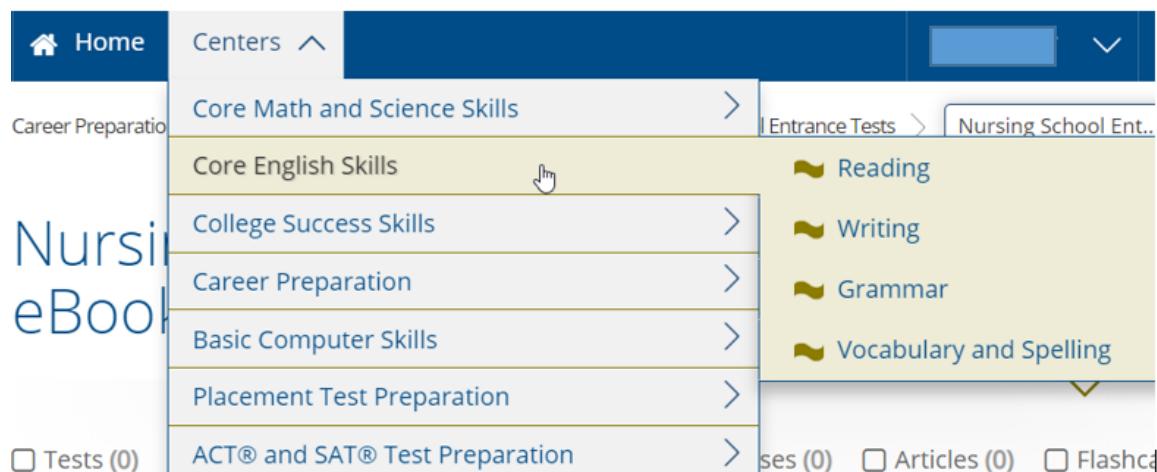 Home Centers
Core Math and Science Skills
Career Preparatio l Entrance Tests Nursing School Ent...
Core English Skills
Reading
College Success Skills
Writing
Nursi
Career Preparation
Grammar
eBook
Basic Computer Skills
Vocabulary and Spelling
Placement Test Preparation
ACT® and SAT® Test Preparation
Tests (0) ses (0) Articles (0) Flashca